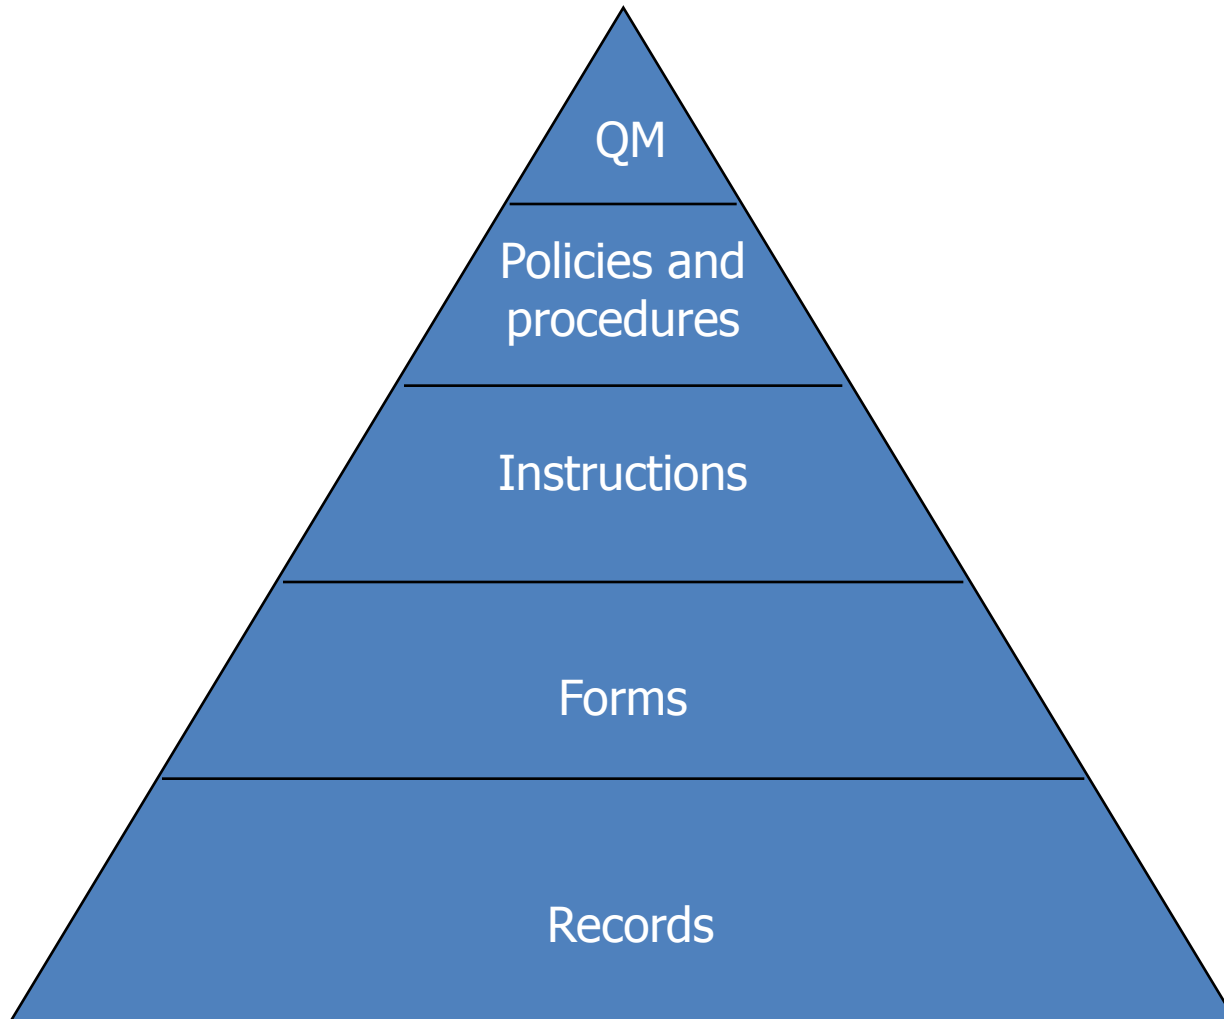 QM
Policies and
procedures
Instructions
Forms
Records